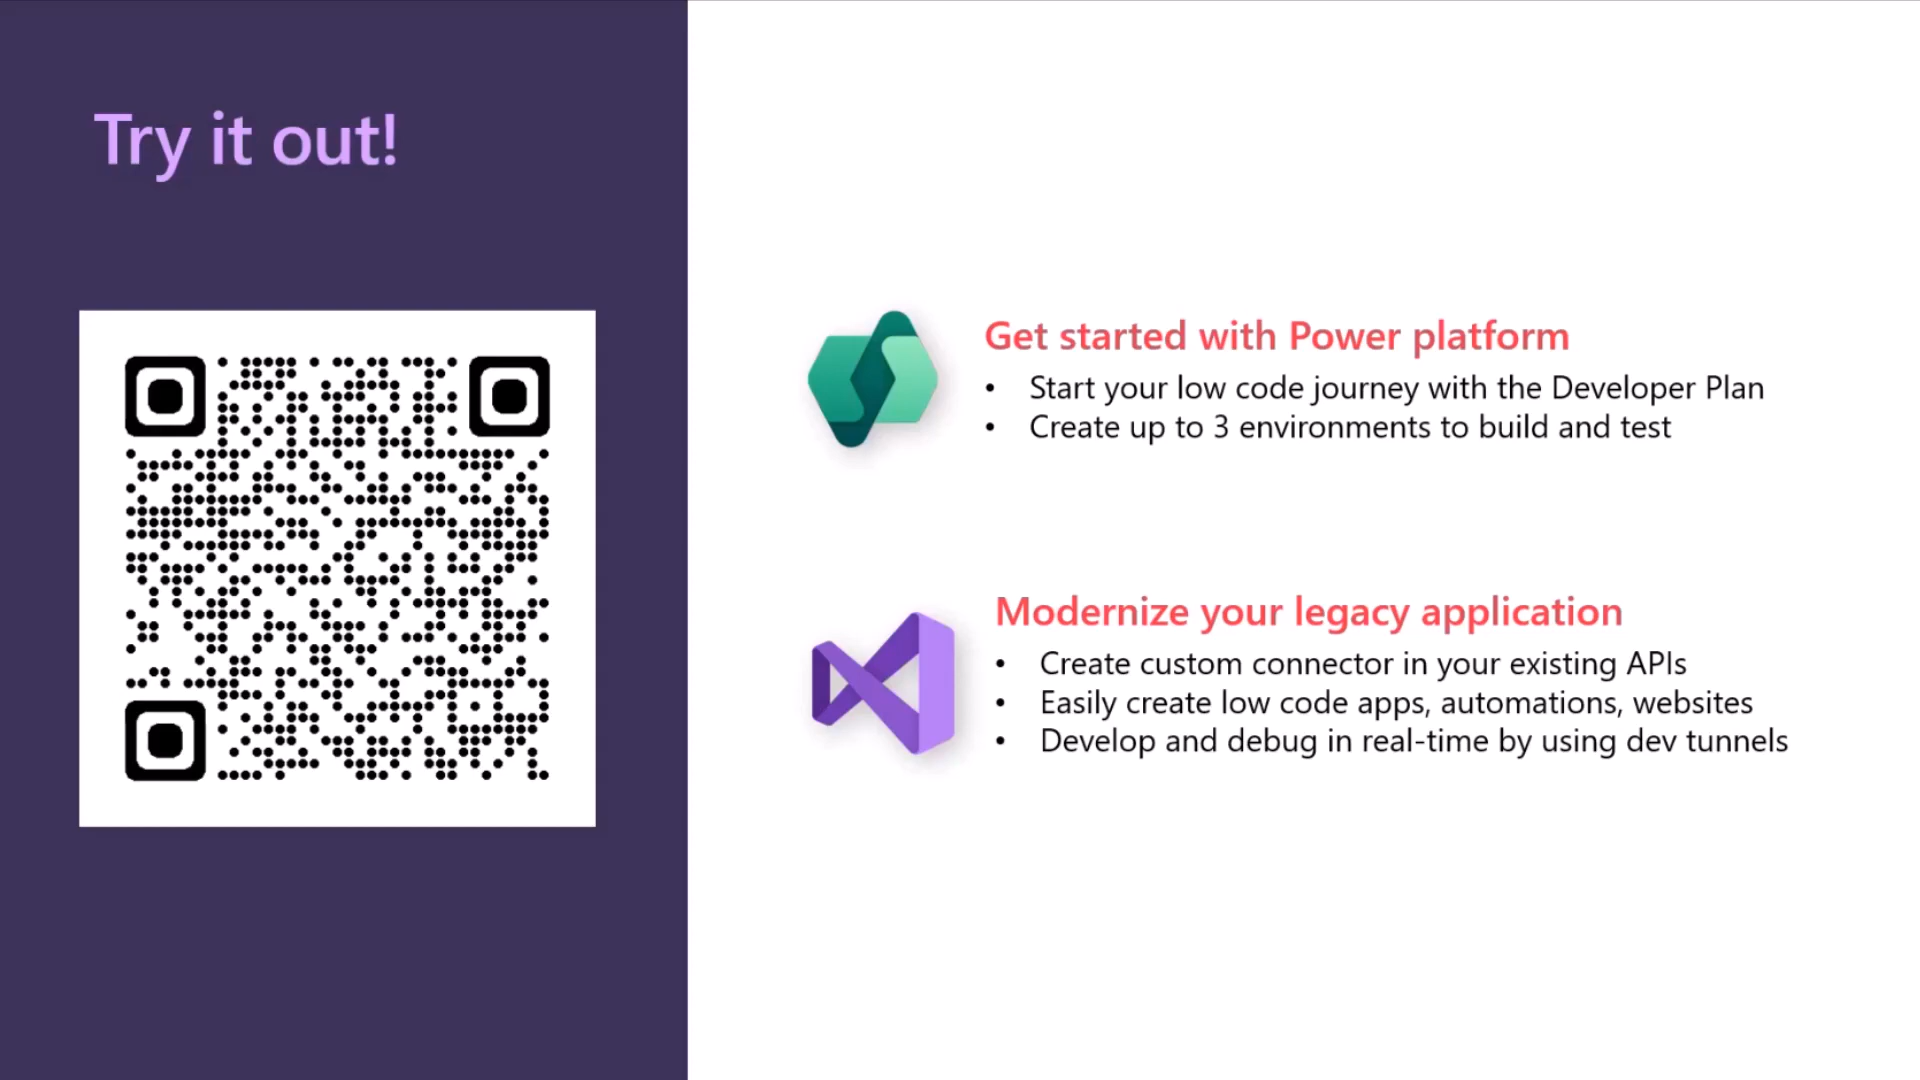 Try it out!
Get started with Power platform
• Start your low code journey with the Developer Plan
• Create up to 3 environments to build and test
Modernize your legacy application
• Create custom connector in your existing APIs
• Easily create low code apps, automations, websites
• Develop and debug in real-time by using dev tunnels